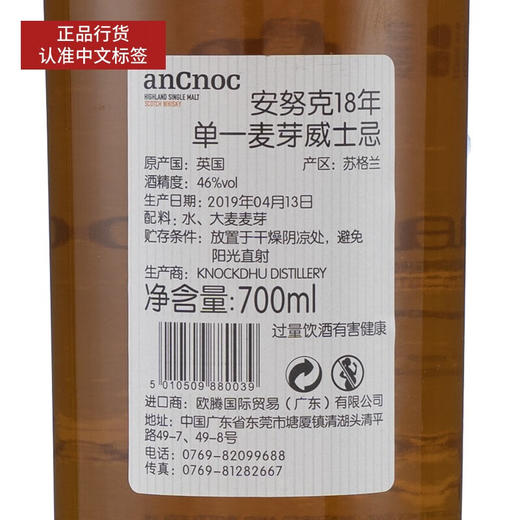 正品行货
认准中文标签
anCnoc
HIGHLAND SINGLE MALT
SCOTCH WHISKY
安努克18年
单一麦芽威士忌
原产国：英国 产区：苏格兰
酒精度：46%vol
生产日期：2019年04月13日
配料：水、大麦麦芽
贮存条件：放置于干燥阴凉处，避免
阳光直射
生产商：KNOCKDHU DISTILLERY
净含量:700ml
过量饮酒有害健康
5 010509 880039
进口商：欧腾国际贸易（广东）有限公司
地址：中国广东省东莞市塘厦镇清湖头清平
路49-7、49-8号
电话：0769-82099688
传真：0769-81282667